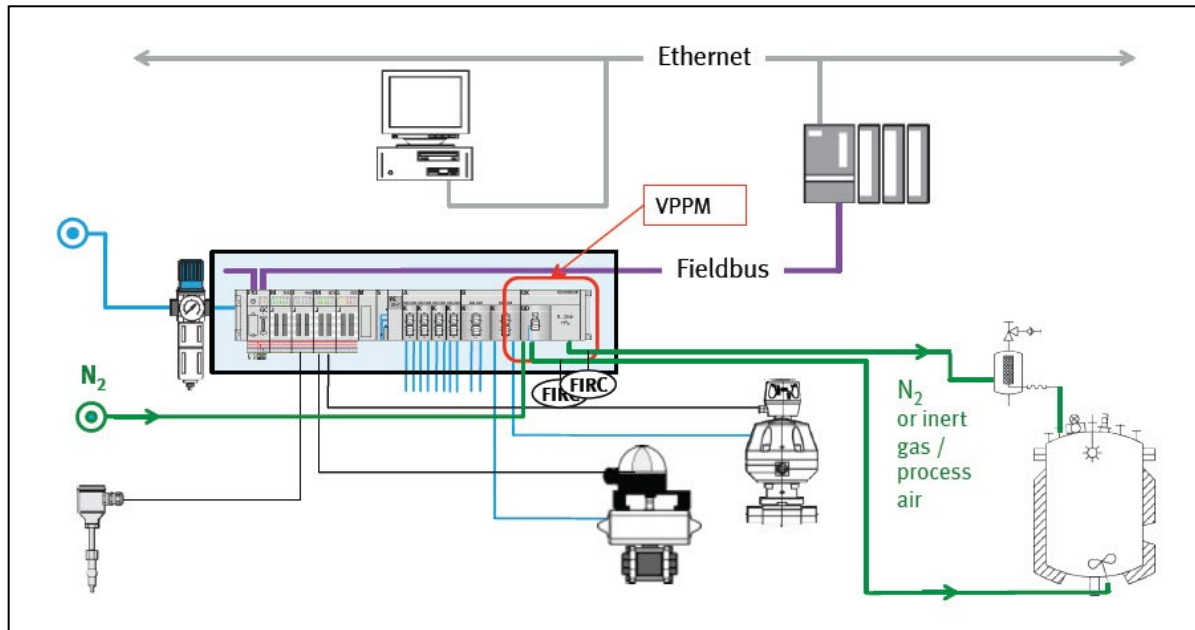 Ethernet
VPPM
Fieldbus
N₂
FIRC
FIRC
N₂
or inert
gas /
process
air